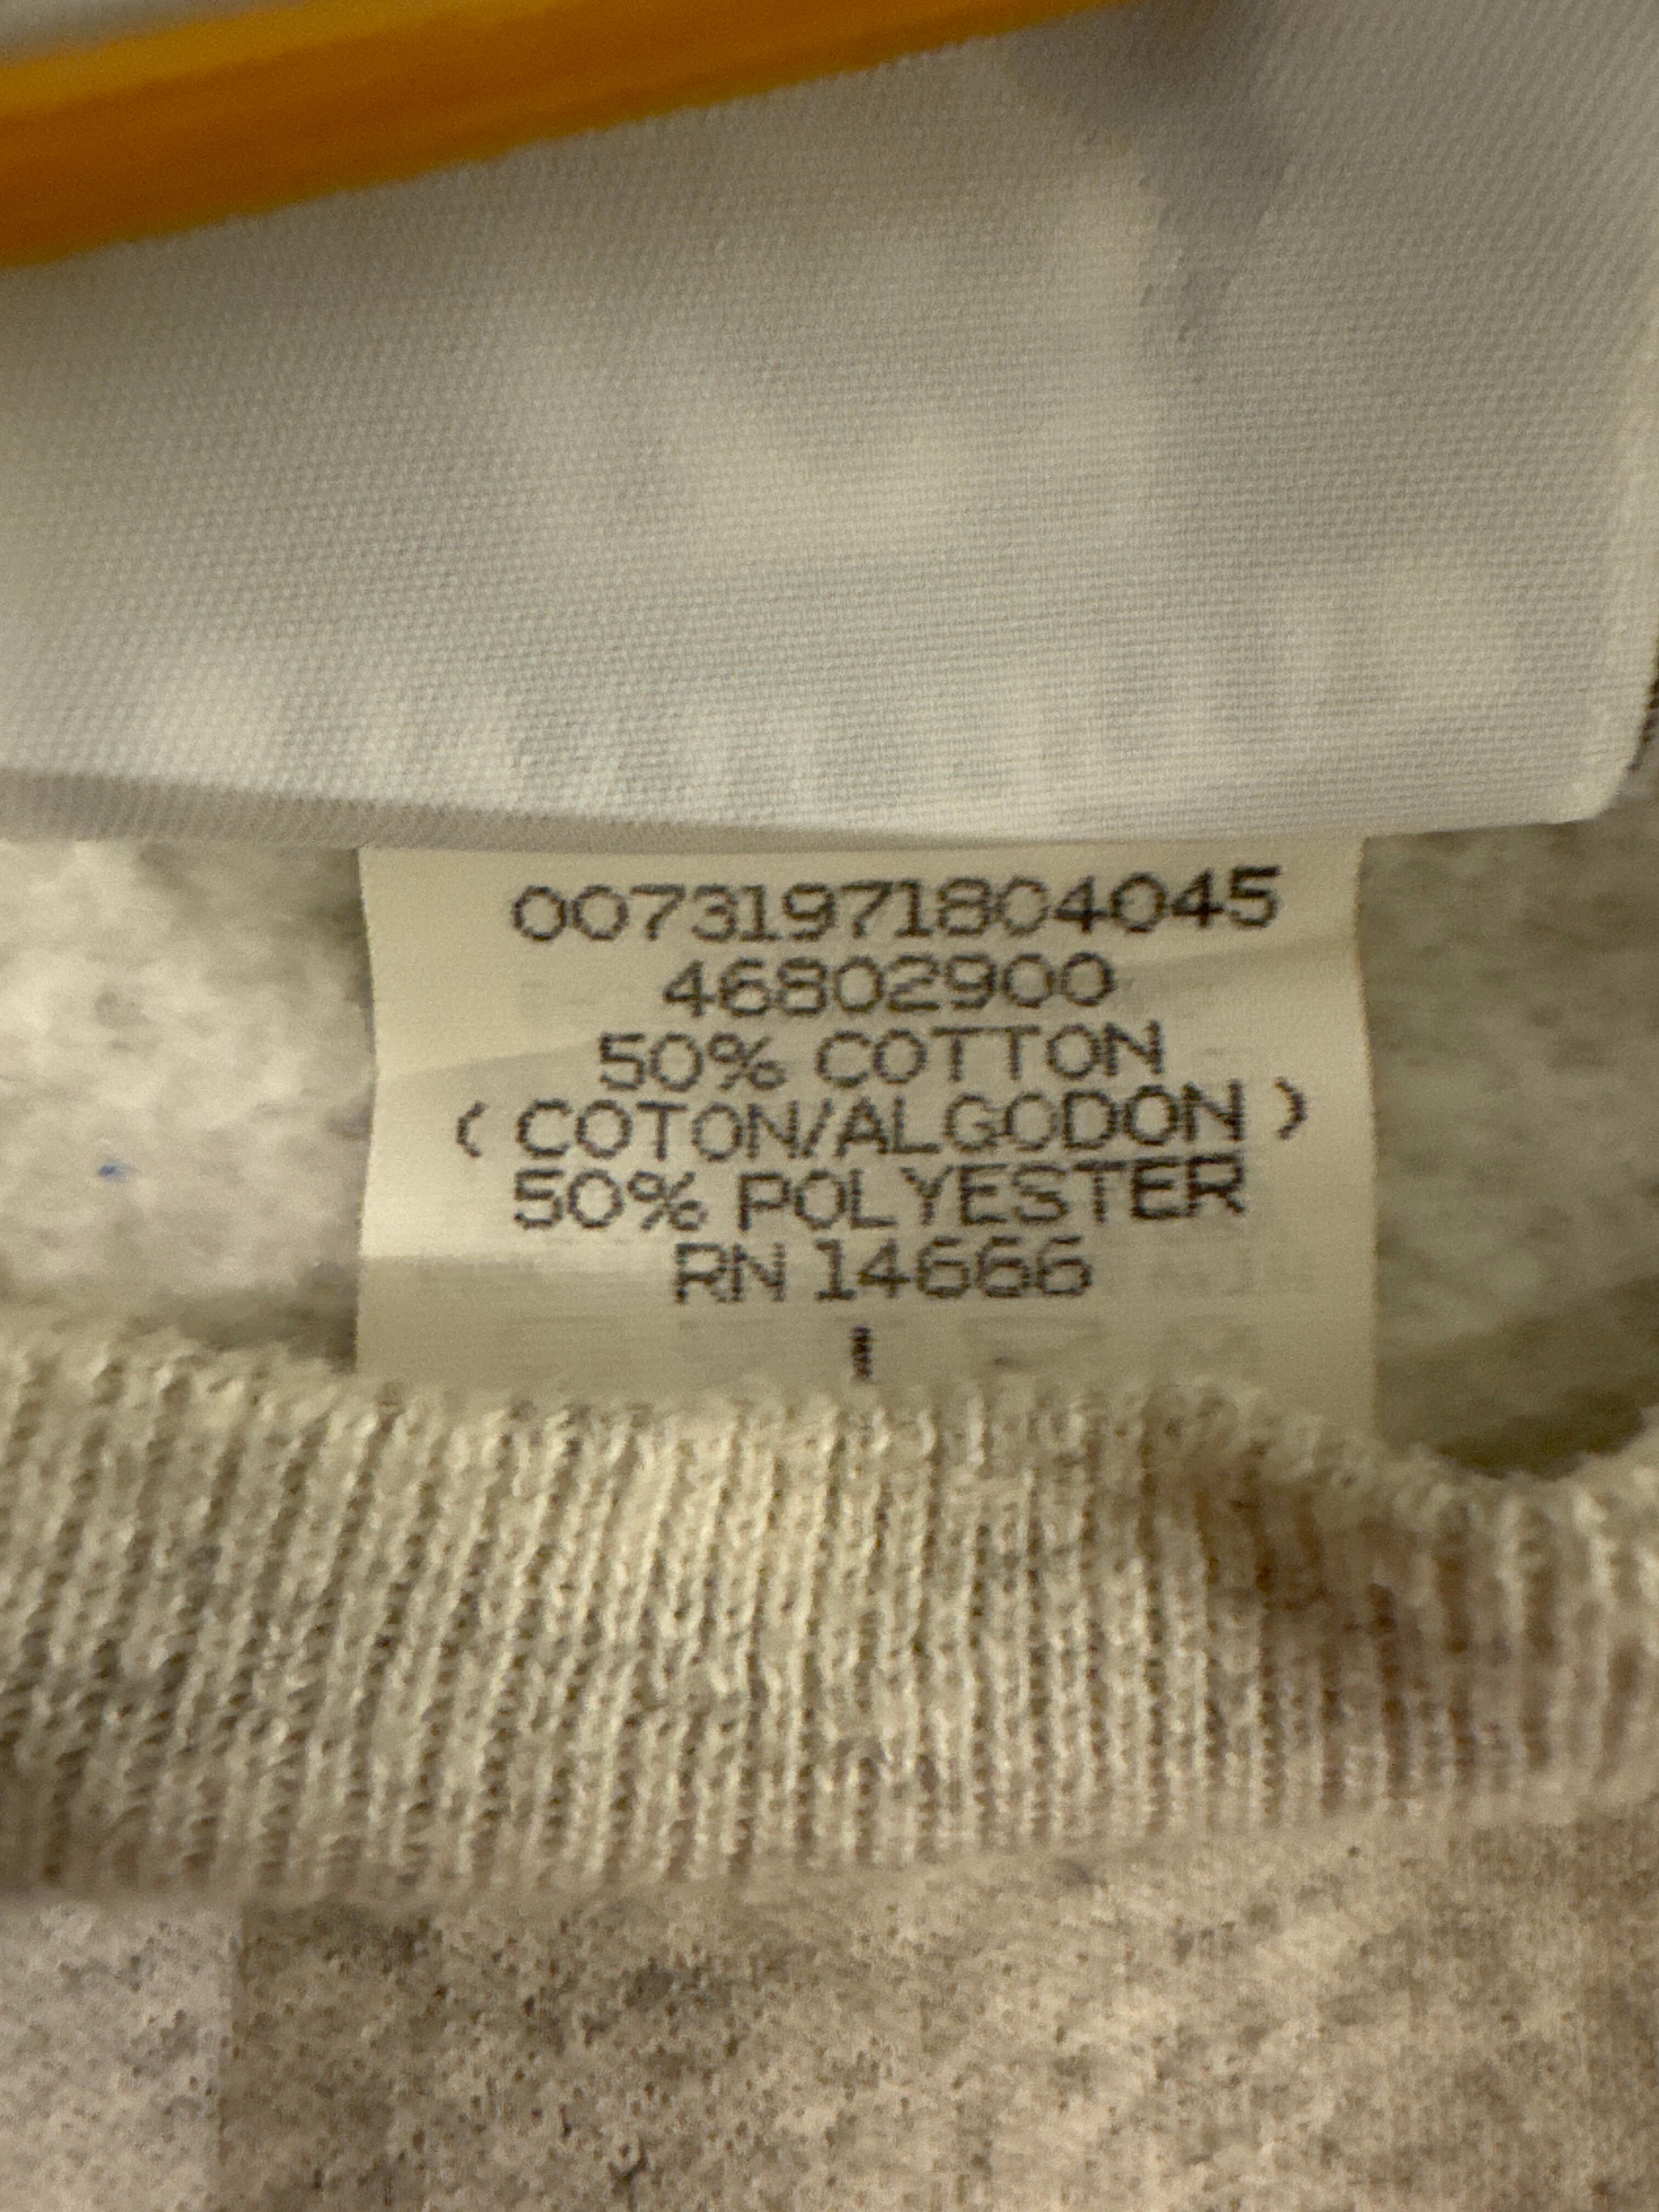 00731971804045
46802900
50% COTTON
( COTON/ALGODON )
50% POLYESTER
RN 14666